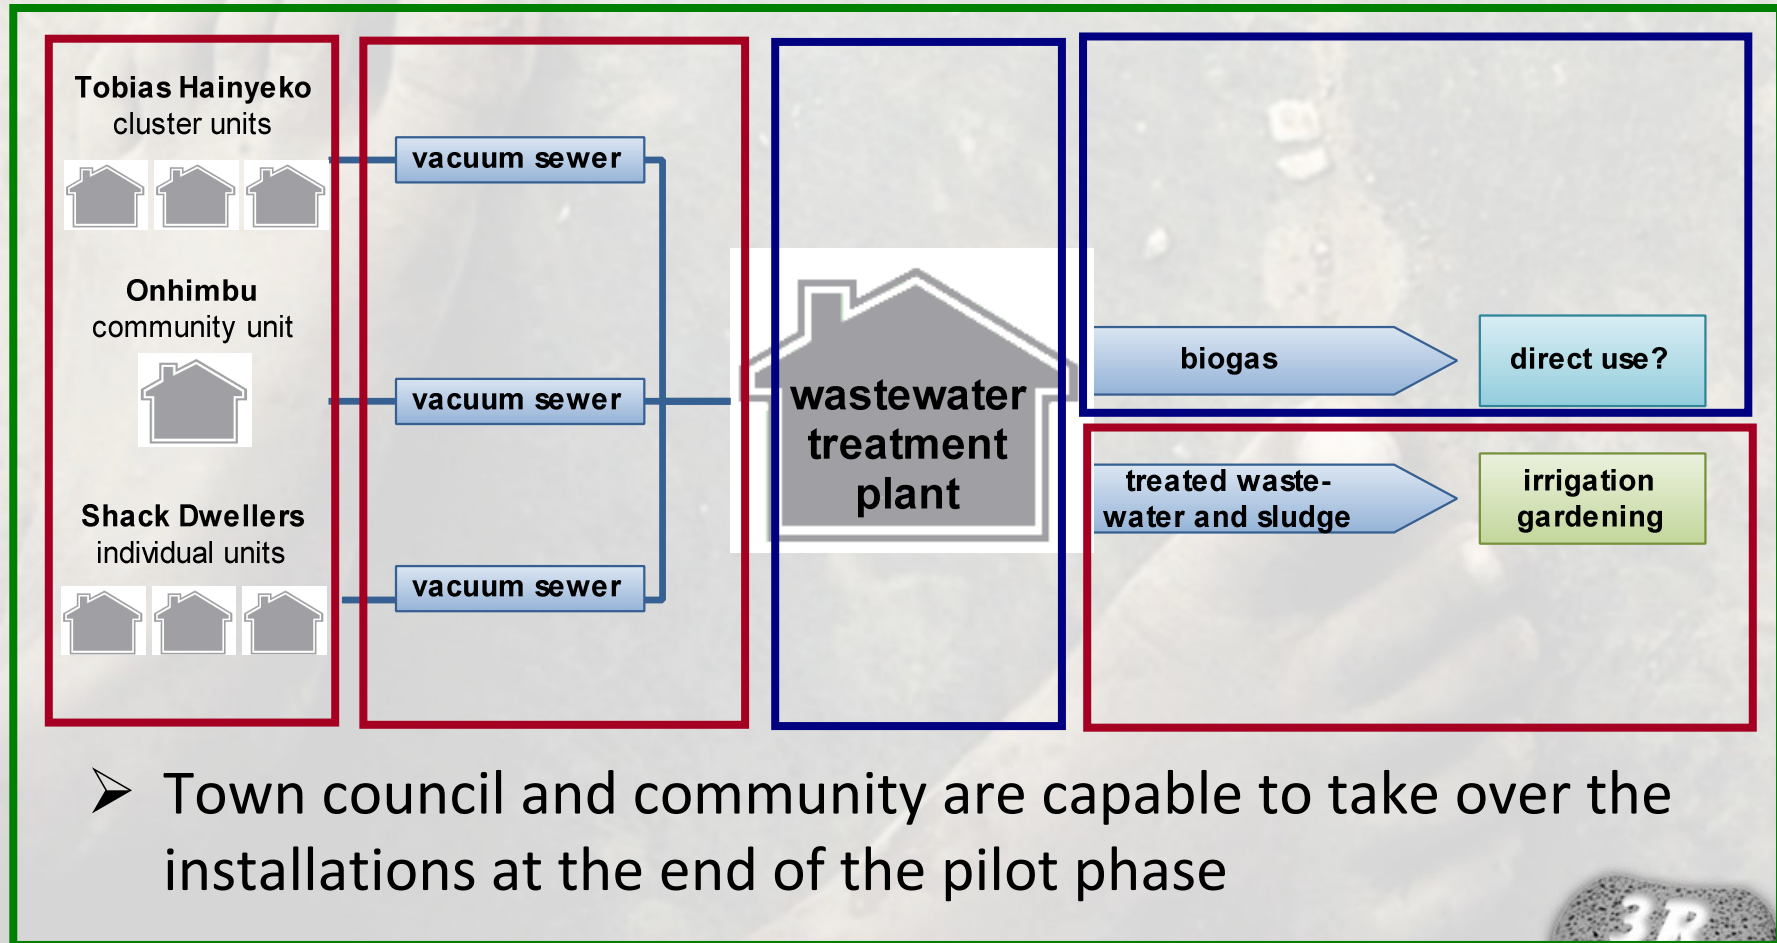 Tobias Hainyeko
cluster units
Onhimbu
community unit
Shack Dwellers
individual units
vacuum sewer
vacuum sewer
vacuum sewer
wastewater
treatment
plant
biogas
direct use?
treated waste-
water and sludge
irrigation
gardening
➢ Town council and community are capable to take over the
installations at the end of the pilot phase
3R